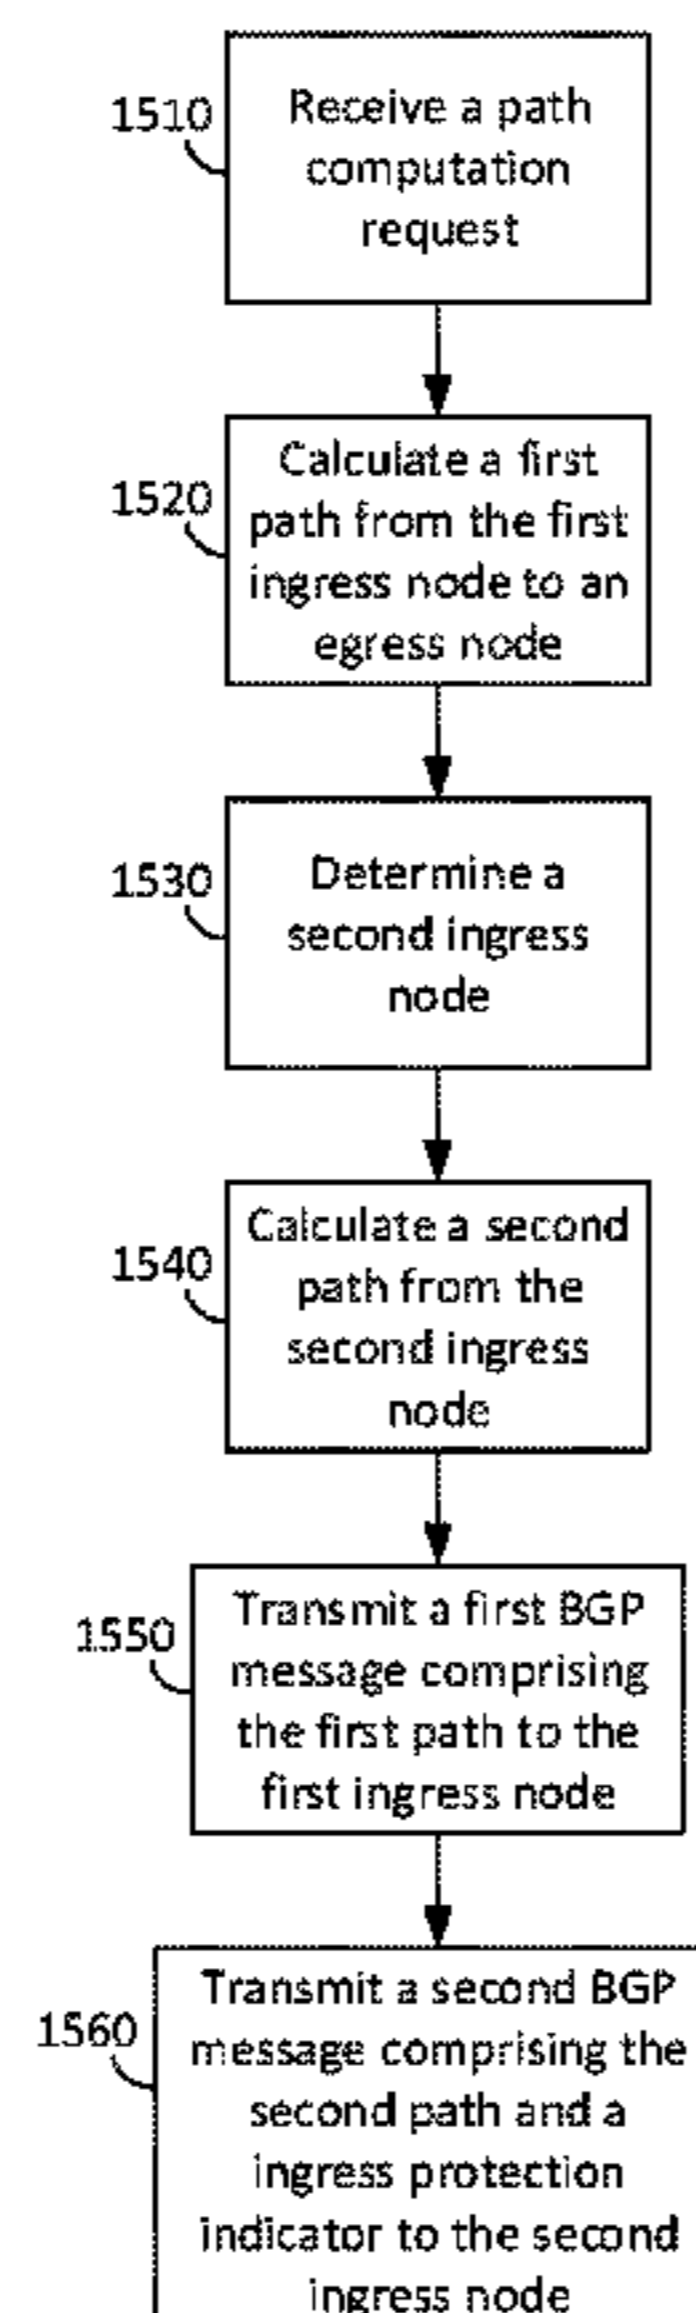 1510
Receive a path
computation
request
1520
Calculate a first
path from the first
ingress node to an
egress node
1530
Determine a
second ingress
node
1540
Calculate a second
path from the
second ingress
node
1550
Transmit a first BGP
message comprising
the first path to the
first ingress node
1560
Transmit a second BGP
message comprising the
second path and a
ingress protection
indicator to the second
ingress node